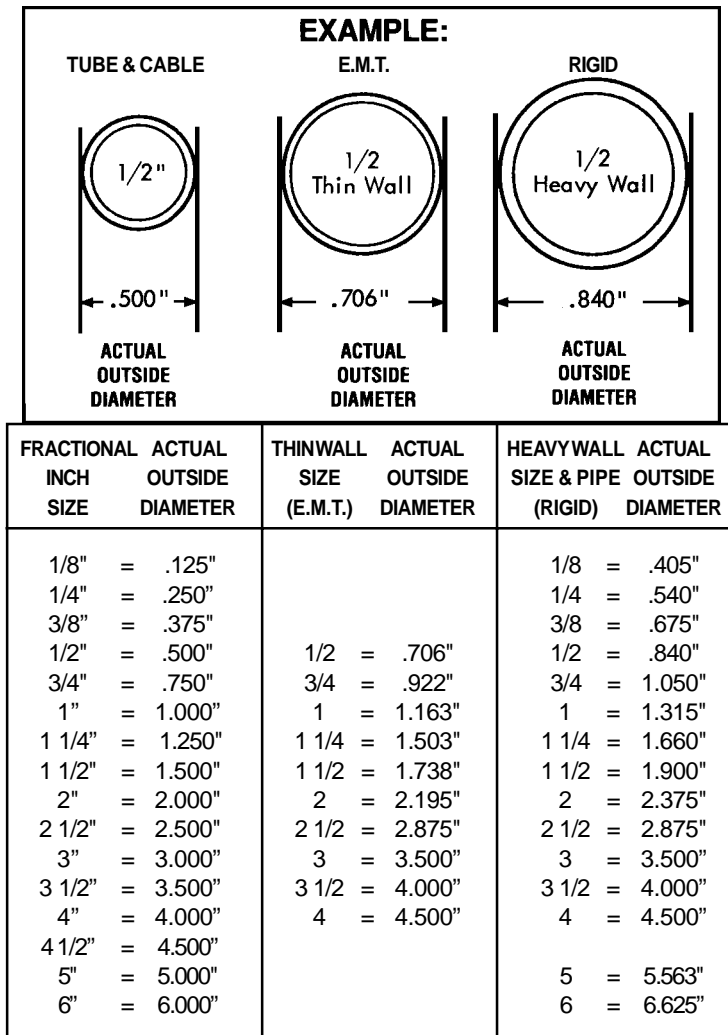 EXAMPLE:
TUBE & CABLE E.M.T. RIGID
1/2" 1/2 1/2
Thin Wall Heavy Wall
.500" .706" .840"
ACTUAL ACTUAL ACTUAL
OUTSIDE OUTSIDE OUTSIDE
DIAMETER DIAMETER DIAMETER
FRACTIONAL ACTUAL THINWALL ACTUAL HEAVYWALL ACTUAL
INCH OUTSIDE SIZE OUTSIDE SIZE & PIPE OUTSIDE
SIZE DIAMETER (E.M.T.) DIAMETER (RIGID) DIAMETER
1/8" = .125" 1/8 = .405"
1/4" = .250” 1/4 = .540"
3/8” = .375" 3/8 = .675"
1/2" = .500" 1/2 = .706" 1/2 = .840"
3/4" = .750" 3/4 = .922" 3/4 = 1.050"
1” = 1.000” 1 = 1.163" 1 = 1.315"
1 1/4” = 1.250" 1 1/4 = 1.503" 1 1/4 = 1.660"
1 1/2" = 1.500" 1 1/2 = 1.738" 1 1/2 = 1.900"
2" = 2.000" 2 = 2.195" 2 = 2.375"
2 1/2" = 2.500" 2 1/2 = 2.875" 2 1/2 = 2.875"
3” = 3.000” 3 = 3.500” 3 = 3.500”
3 1/2” = 3.500" 3 1/2 = 4.000” 3 1/2 = 4.000”
4” = 4.000” 4 = 4.500” 4 = 4.500”
4 1/2” = 4.500”
5" = 5.000" 5 = 5.563"
6” = 6.000” 6 = 6.625”